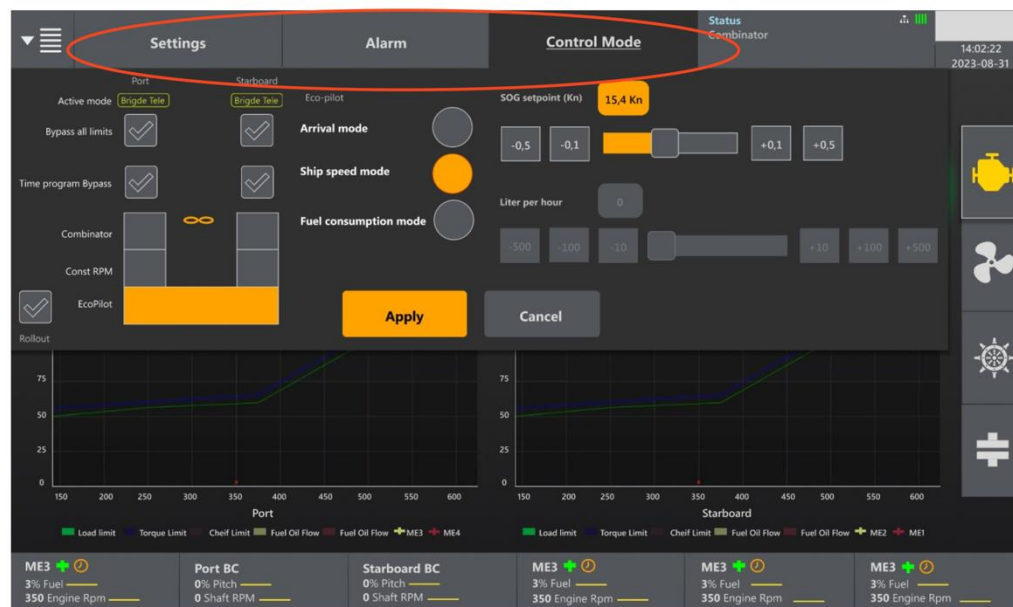 Settings
Alarm
Control Mode
Status
Combinator
14:02:22
2023-08-31
Port
Starboard
Active mode
Brigde Tele
Brigde Tele
Bypass all limits
Time program Bypass
Combinator
Const RPM
EcoPilot
Rollout
Eco-pilot
Arrival mode
Ship speed mode
Fuel consumption mode
SOG setpoint (Kn)
15,4 Kn
-0,5
-0,1
+0,1
+0,5
Liter per hour
0
-500
-100
-10
+10
+100
+500
Apply
Cancel
75
50
25
0
150 200 250 300 350 400 450 500 550 600
Port
Load limit Torque Limit Cheif Limit Fuel Oil Flow Fuel Oil Flow ME3 ME4
75
50
25
0
150 200 250 300 350 400 450 500 550 600
Starboard
Load limit Torque Limit Cheif Limit Fuel Oil Flow Fuel Oil Flow ME2 ME1
ME3
3% Fuel
350 Engine Rpm
Port BC
0% Pitch
0 Shaft RPM
Starboard BC
0% Pitch
0 Shaft RPM
ME3
3% Fuel
350 Engine Rpm
ME3
3% Fuel
350 Engine Rpm
ME3
3% Fuel
350 Engine Rpm